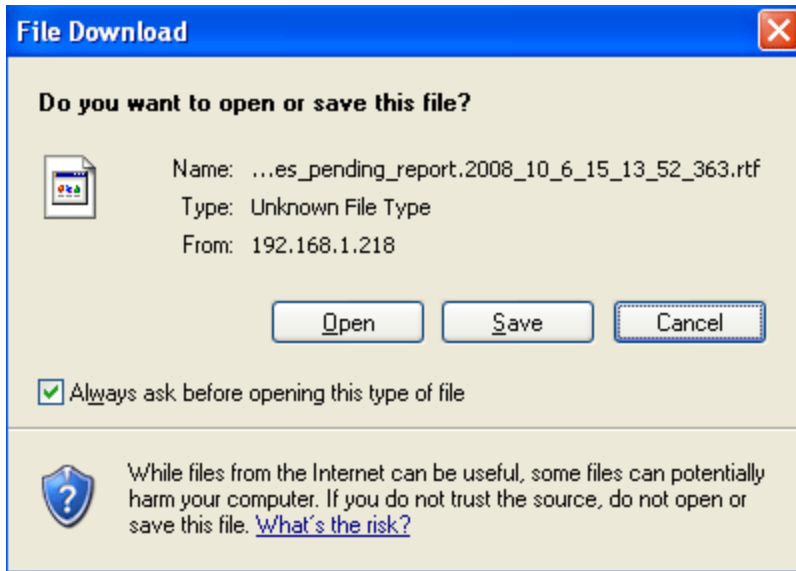 File Download
Do you want to open or save this file?
Name: ...es_pending_report.2008_10_6_15_13_52_363.rtf
Type: Unknown File Type
From: 192.168.1.218
Open Save Cancel
Always ask before opening this type of file
While files from the Internet can be useful, some files can potentially
harm your computer. If you do not trust the source, do not open or
save this file. What's the risk?